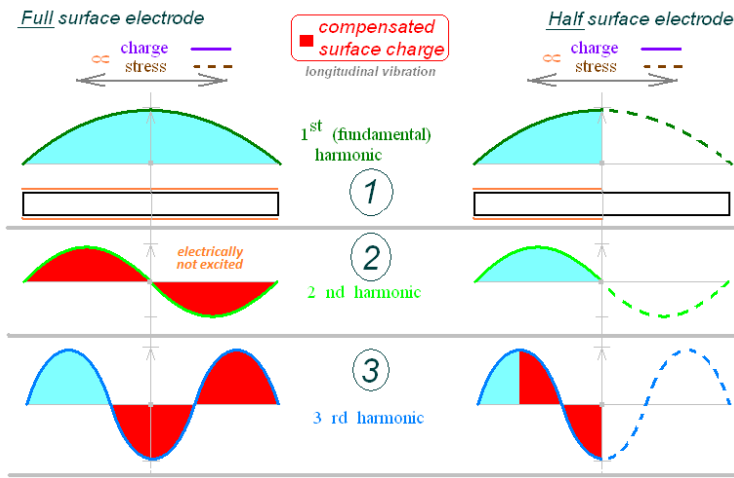 Full surface electrode
compensated
surface charge
longitudinal vibration
Half surface electrode
∝ charge
stress
∝ charge
stress
1st (fundamental)
harmonic
1
electrically
not excited
2
2 nd harmonic
3
3 rd harmonic